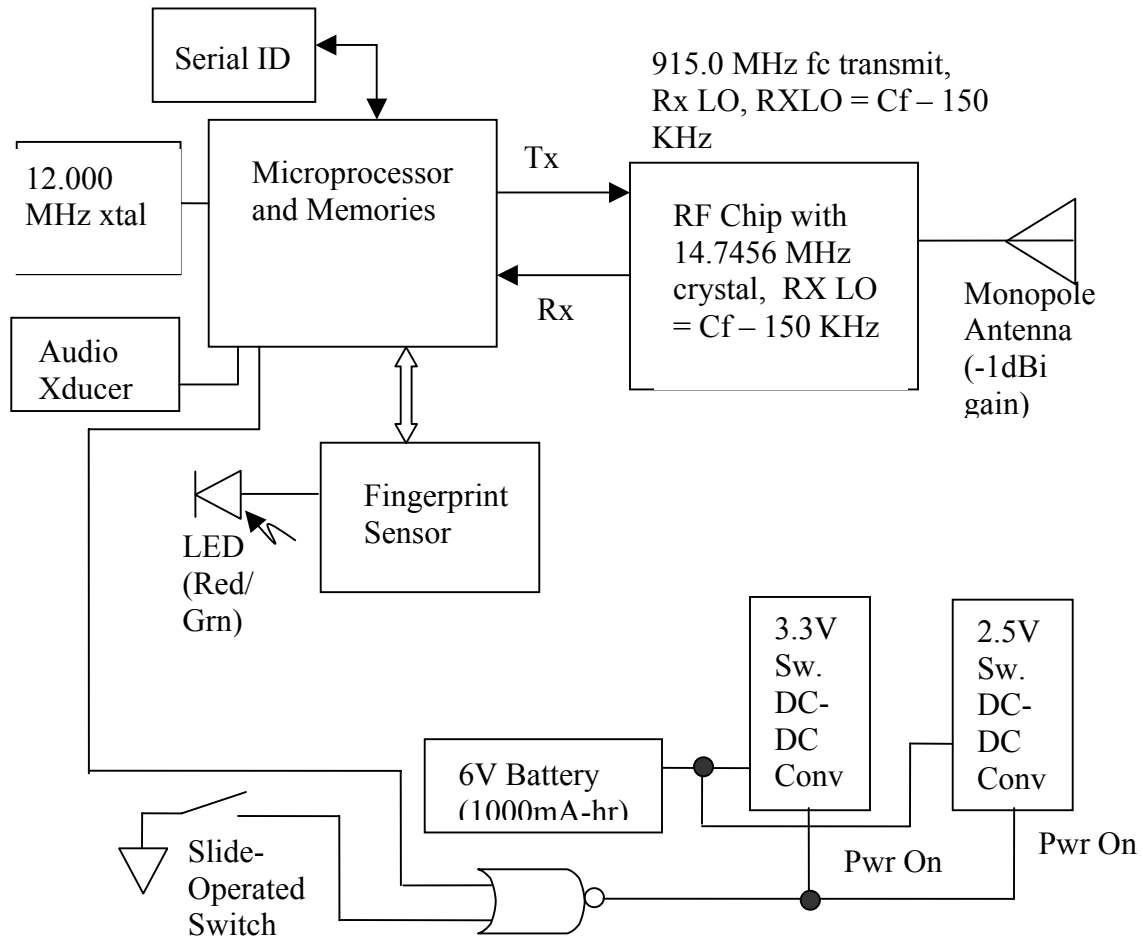 Serial ID
915.0 MHz fc transmit,
Rx LO, RXLO = Cf – 150
KHz
12.000
MHz xtal
Microprocessor
and Memories
Tx
Rx
RF Chip with
14.7456 MHz
crystal,  RX LO
= Cf – 150 KHz
Monopole
Antenna
(-1dBi
gain)
Audio
Xducer
Fingerprint
Sensor
LED
(Red/
Grn)
3.3V
Sw.
DC-
DC
Conv
2.5V
Sw.
DC-
DC
Conv
6V Battery
(1000mA-hr)
Pwr On
Pwr On
Slide-
Operated
Switch